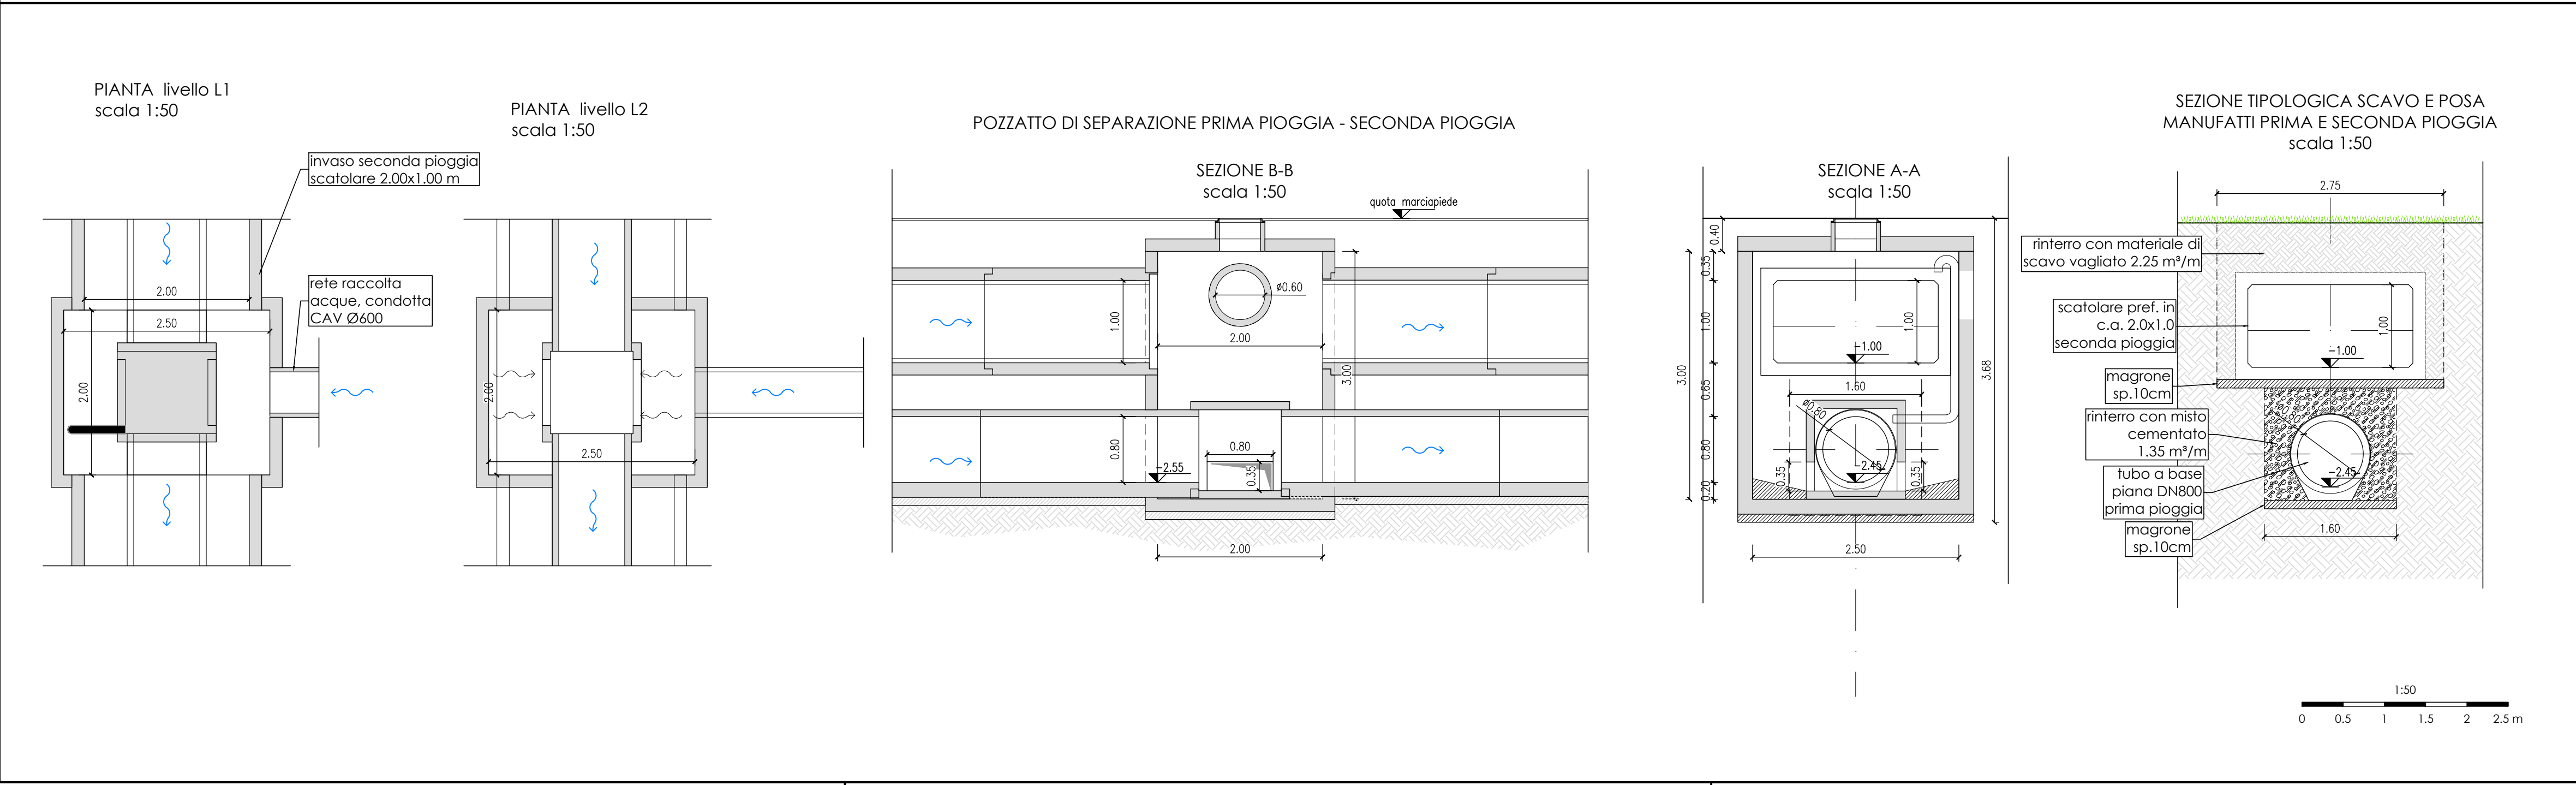 PIANTA livello L1
scala 1:50
invaso seconda pioggia
scatolare 2.00x1.00 m
rete raccolta
acque, condotta
CAV Ø600
2.00
2.50
2.00
PIANTA livello L2
scala 1:50
2.00
2.50
POZZATTO DI SEPARAZIONE PRIMA PIOGGIA - SECONDA PIOGGIA
SEZIONE B-B
scala 1:50
quota marciapiede
ø0.60
1.00
2.00
3.00
0.80
0.80
-2.55
0.35
2.00
SEZIONE A-A
scala 1:50
0.40
0.35
1.00
1.00
-1.00
3.00
3.68
0.65
1.60
ø0.80
0.80
-2.45
0.35
0.35
0.20
2.50
SEZIONE TIPOLOGICA SCAVO E POSA
MANUFATTI PRIMA E SECONDA PIOGGIA
scala 1:50
2.75
rinterro con materiale di
scavo vagliato 2.25 m³/m
scatolare pref. in
c.a. 2.0x1.0
seconda pioggia
1.00
-1.00
magrone
sp.10cm
rinterro con misto
cementato
1.35 m³/m
tubo a base
piana DN800
prima pioggia
-2.45
magrone
sp.10cm
1.60
1:50
0 0.5 1 1.5 2 2.5 m